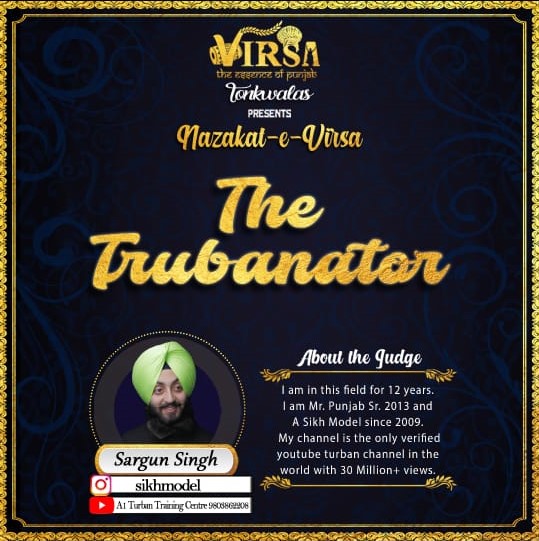 VIRSA
the essence of punjab
Tonkwalas
PRESENTS
Nazakat-e-Virsa
The
Trubanator
About the Judge
I am in this field for 12 years.
I am Mr. Punjab Sr. 2013 and
A Sikh Model since 2009.
My channel is the only verified
youtube turban channel in the
world with 30 Million+ views.
Sargun Singh
sikhmodel
A1 Turban Training Centre 9803862208